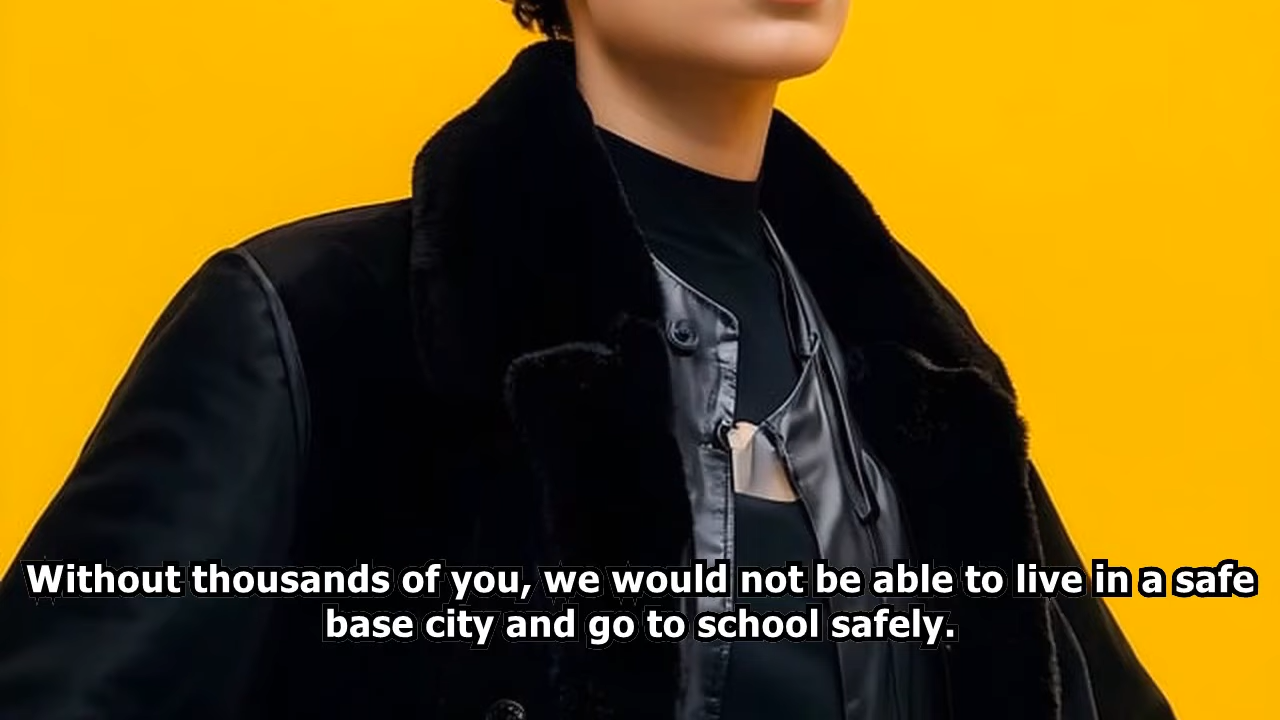 Without thousands of you, we would not be able to live in a safe
base city and go to school safely.